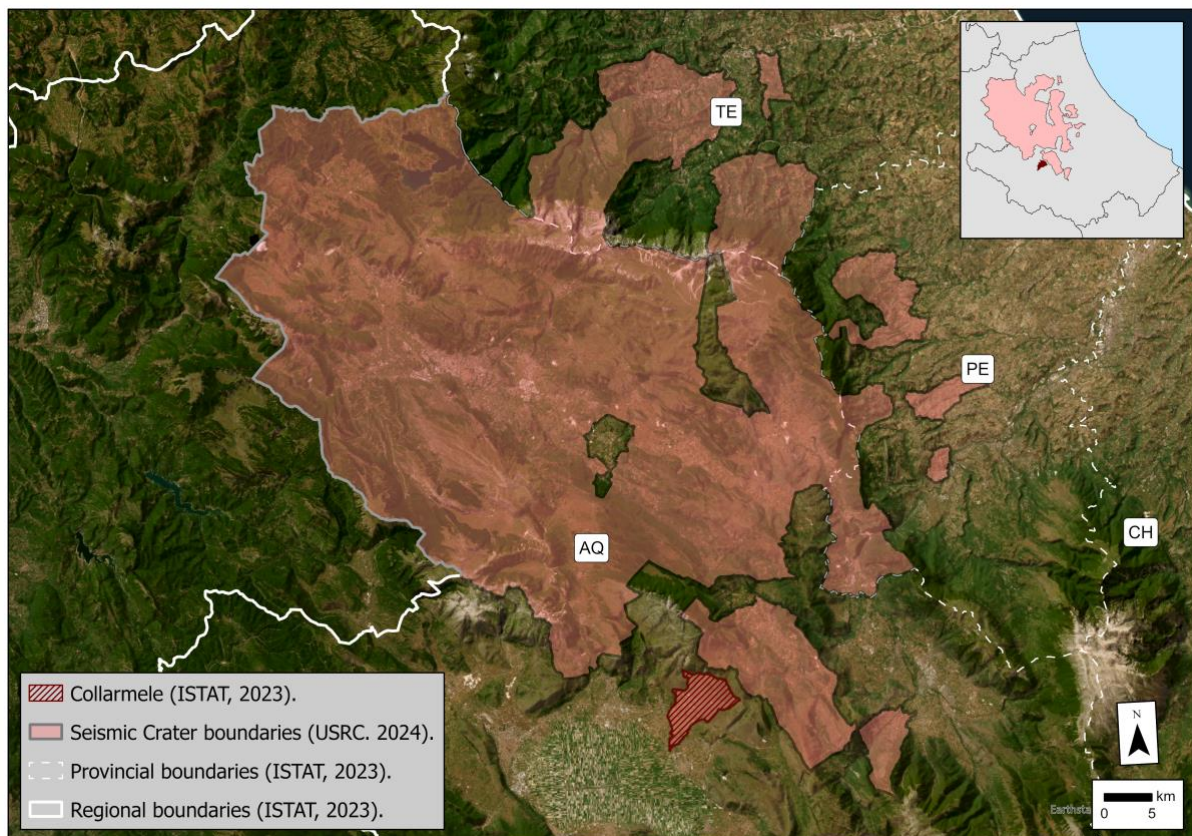 TE
PE
AQ
CH
Collarmele (ISTAT, 2023).
Seismic Crater boundaries (USRC. 2024).
Provincial boundaries (ISTAT, 2023).
Regional boundaries (ISTAT, 2023).
N
km
0 5
Earthsta